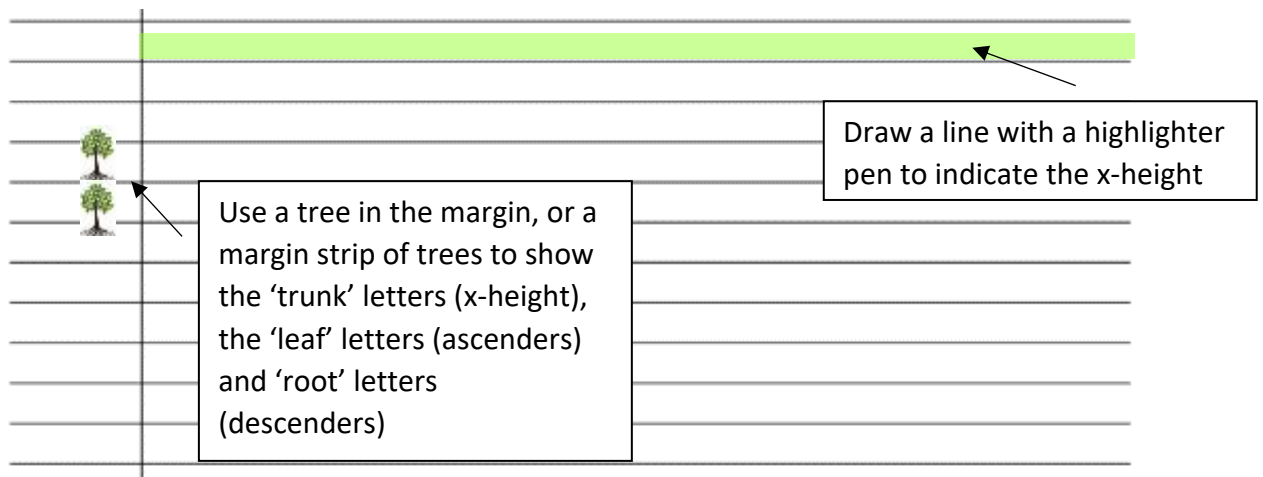 Draw a line with a highlighter
pen to indicate the x-height
Use a tree in the margin, or a
margin strip of trees to show
the ‘trunk’ letters (x-height),
the ‘leaf’ letters (ascenders)
and ‘root’ letters
(descenders)